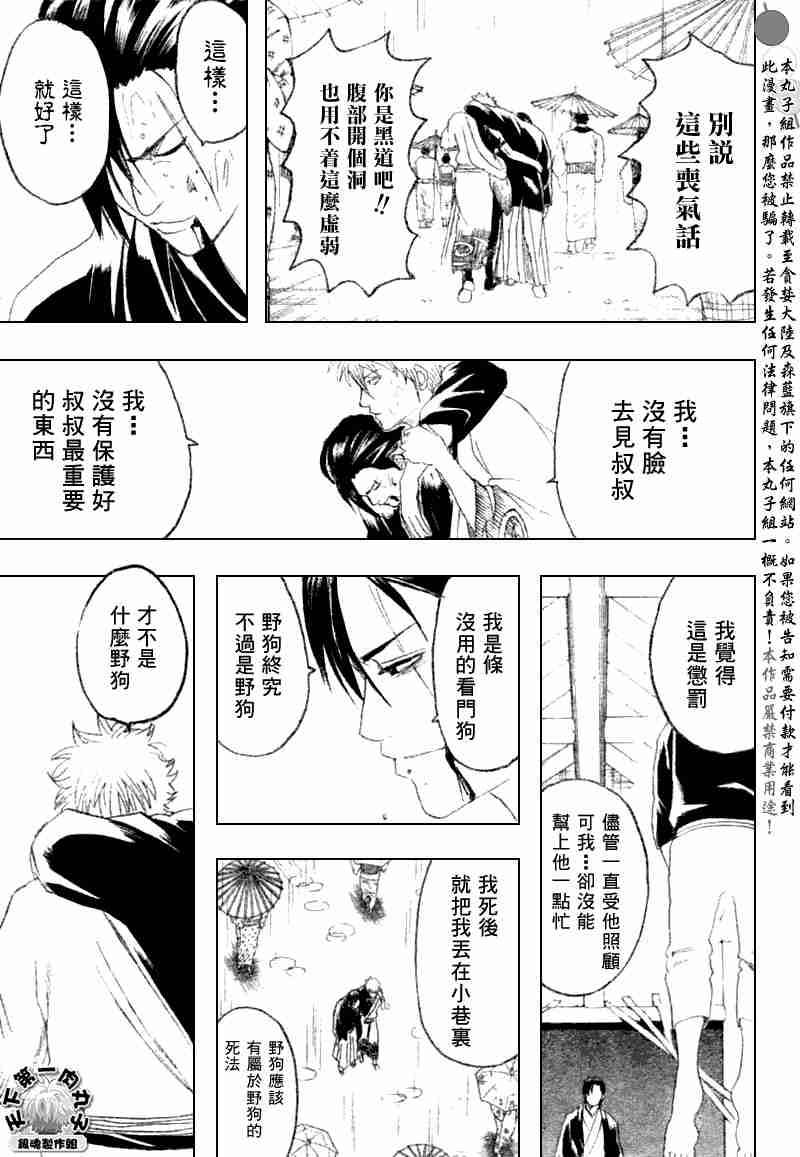 別說
這些喪氣話
你是黑道吧!!
腹部開個洞
也用不着這麼虛弱
這樣…
這樣…
就好了
我…
沒有臉
去見叔叔
我…
沒有保護好
叔叔最重要
的東西
我覺得
這是懲罰
儘管一直受他照顧
可我…卻沒能
幫上他一點忙
我是條
沒用的看門狗
野狗終究
不過是野狗
我死後
就把我丟在小巷裏
野狗應該
有屬於野狗的
死法
才不是
什麼野狗
本丸子組作品禁止轉載至貪婪大陸及森藍旗下的任何網站。如果您被告知需要付款才能看到
此漫畫，那麼您被騙了。若發生任何法律問題，本丸子組一概不負責！本作品嚴禁商業用途！
天下第一肉丸子
銀魂製作組